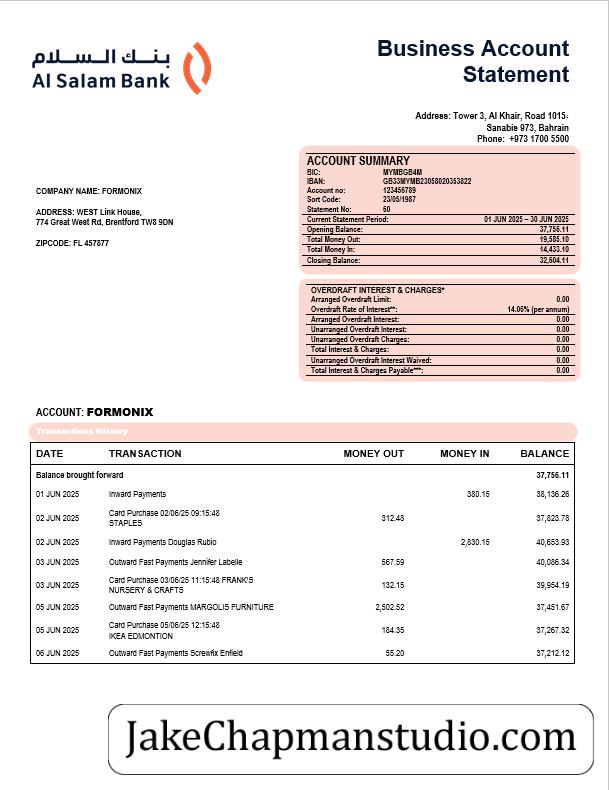 بنـك الـسـلام
Al Salam Bank
Business Account
Statement
Address: Tower 3, Al Khair, Road 1015,
Sanabis 973, Bahrain
Phone: +973 1700 5500
COMPANY NAME: FORMONIX
ADDRESS: WEST Link House,
774 Great West Rd, Brentford TW8 9DN
ZIPCODE: FL 457877
ACCOUNT SUMMARY
BIC: MYMBGB4M
IBAN: GB33MYMB23058020353822
Account no: 123456789
Sort Code: 23/05/1987
Statement No: 60
Current Statement Period: 01 JUN 2025 – 30 JUN 2025
Opening Balance: 37,756.11
Total Money Out: 19,585.10
Total Money In: 14,433.10
Closing Balance: 32,604.11
OVERDRAFT INTEREST & CHARGES*
Arranged Overdraft Limit: 0.00
Overdraft Rate of Interest**: 14.06% (per annum)
Arranged Overdraft Interest: 0.00
Unarranged Overdraft Interest: 0.00
Unarranged Overdraft Charges: 0.00
Total Interest & Charges: 0.00
Unarranged Overdraft Interest Waived: 0.00
Total Interest & Charges Payable***: 0.00
ACCOUNT: FORMONIX
Transactions History
DATE TRANSACTION MONEY OUT MONEY IN BALANCE
Balance brought forward 37,756.11
01 JUN 2025 Inward Payments 380.15 38,136.26
02 JUN 2025 Card Purchase 02/06/25 09:15:48 312.48 37,823.78
STAPLES
02 JUN 2025 Inward Payments Douglas Rubio 2,830.15 40,653.93
03 JUN 2025 Outward Fast Payments Jennifer Labelle 567.59 40,086.34
03 JUN 2025 Card Purchase 03/06/25 11:15:48 FRANK'S 132.15 39,954.19
NURSERY & CRAFTS
05 JUN 2025 Outward Fast Payments MARGOLIS FURNITURE 2,502.52 37,451.67
05 JUN 2025 Card Purchase 05/06/25 12:15:48 184.35 37,267.32
IKEA EDMONTION
06 JUN 2025 Outward Fast Payments Screwfix Enfield 55.20 37,212.12
JakeChapmanstudio.com